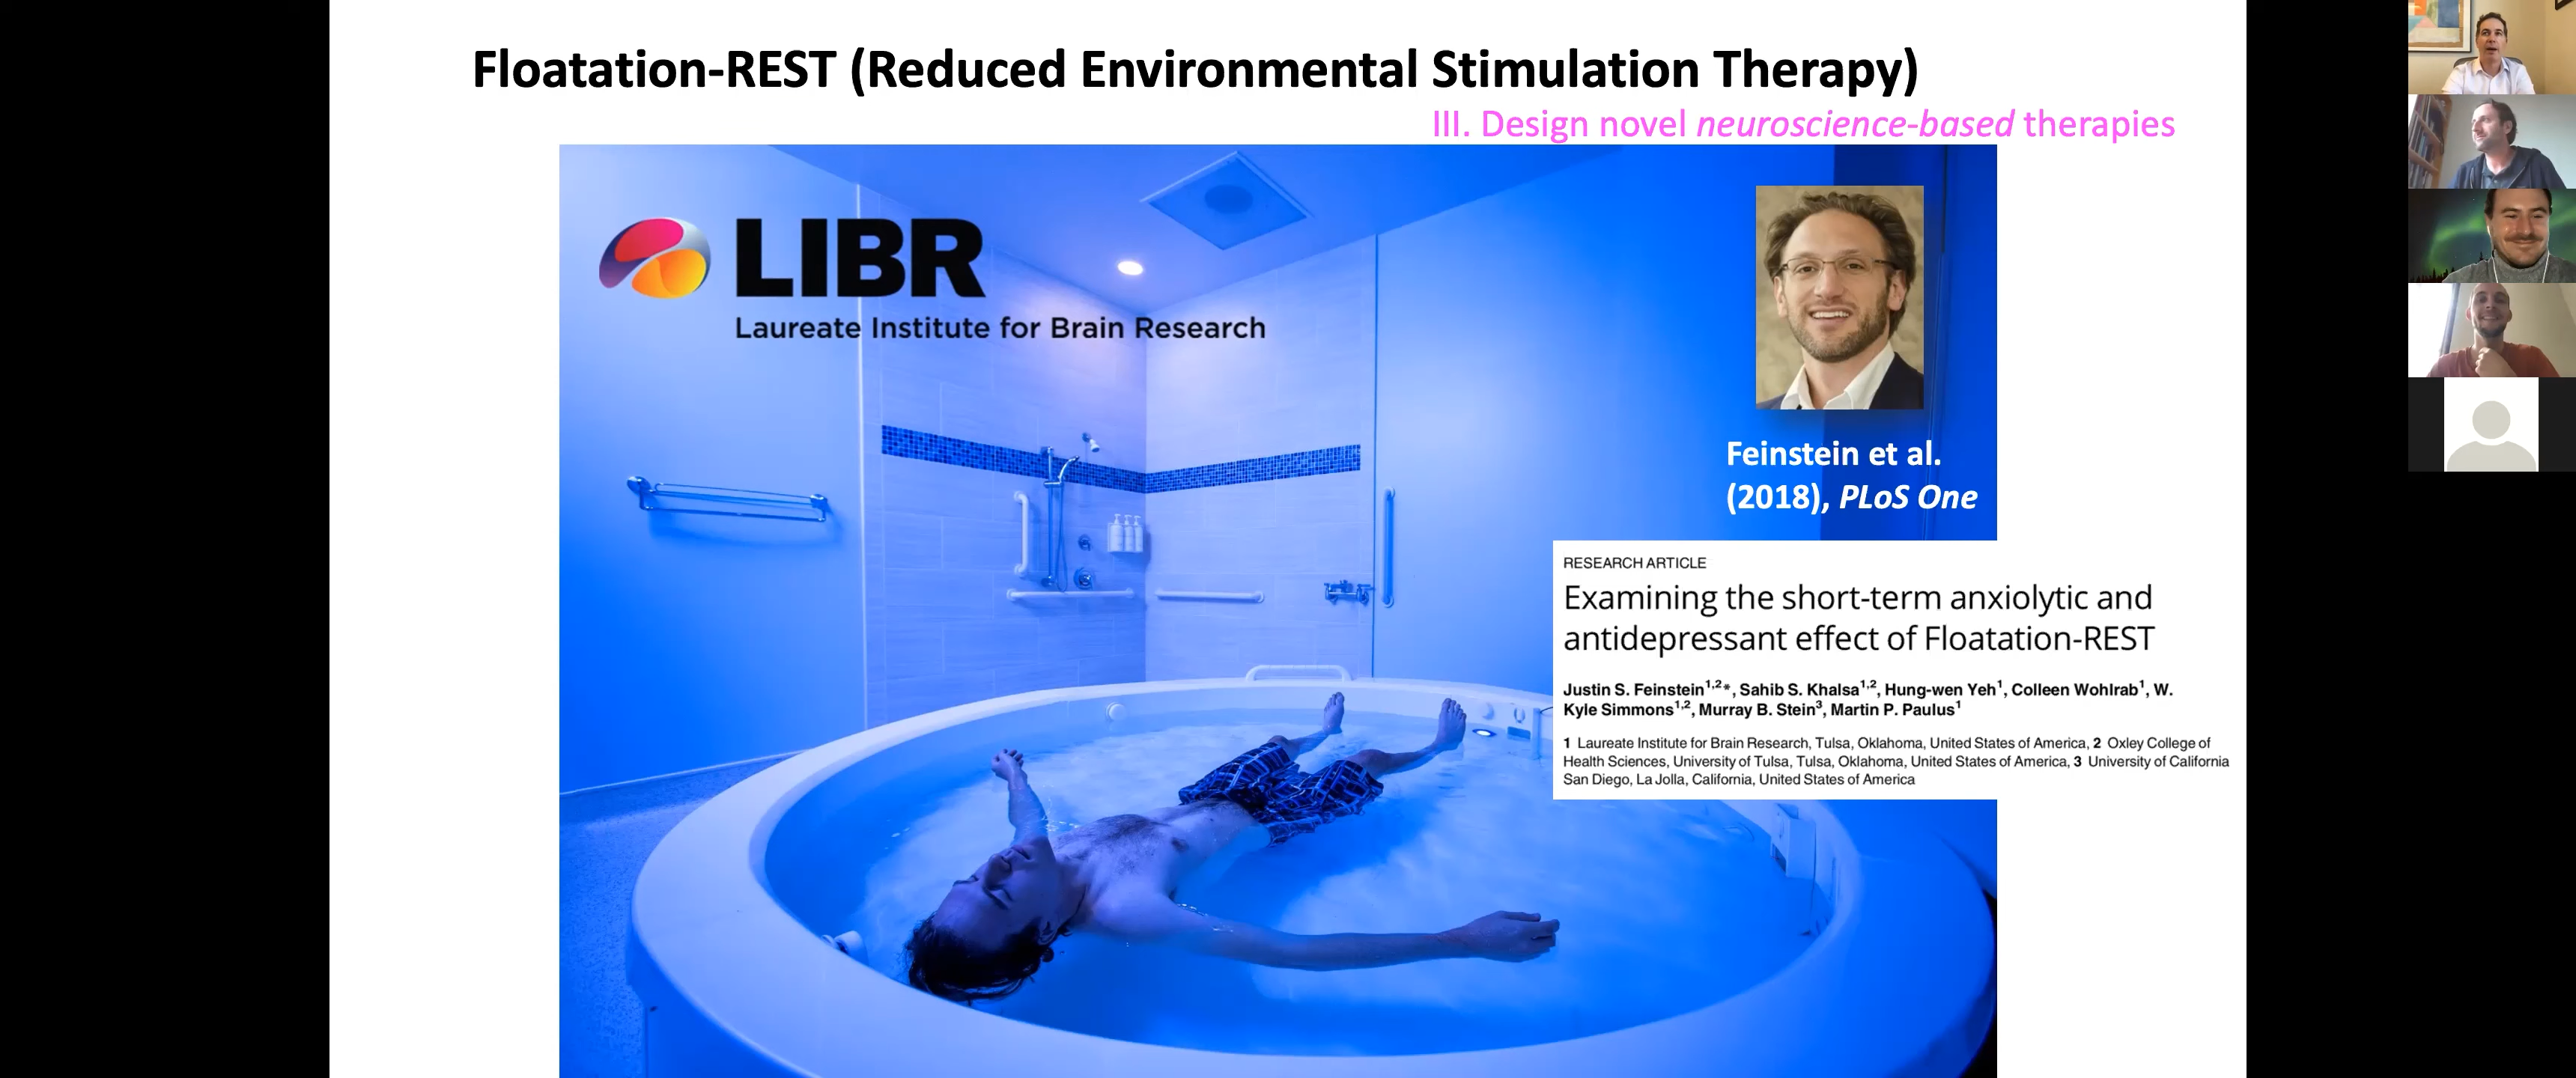 Floatation-REST (Reduced Environmental Stimulation Therapy)
III. Design novel neuroscience-based therapies
LIBR
Laureate Institute for Brain Research
Feinstein et al.
(2018), PLoS One
RESEARCH ARTICLE
Examining the short-term anxiolytic and
antidepressant effect of Floatation-REST
Justin S. Feinstein1,2*, Sahib S. Khalsa1,2, Hung-wen Yeh1, Colleen Wohlrab1, W.
Kyle Simmons1,2, Murray B. Stein3, Martin P. Paulus1
1 Laureate Institute for Brain Research, Tulsa, Oklahoma, United States of America, 2 Oxley College of
Health Sciences, University of Tulsa, Tulsa, Oklahoma, United States of America, 3 University of California
San Diego, La Jolla, California, United States of America